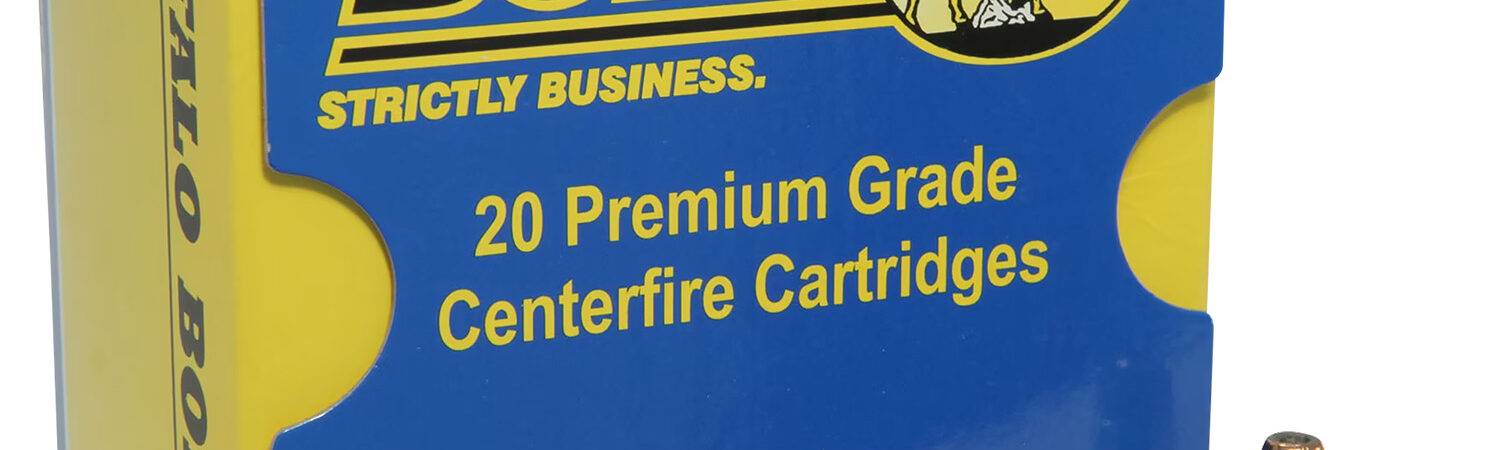 STRICTLY BUSINESS.
20 Premium Grade
Centerfire Cartridges